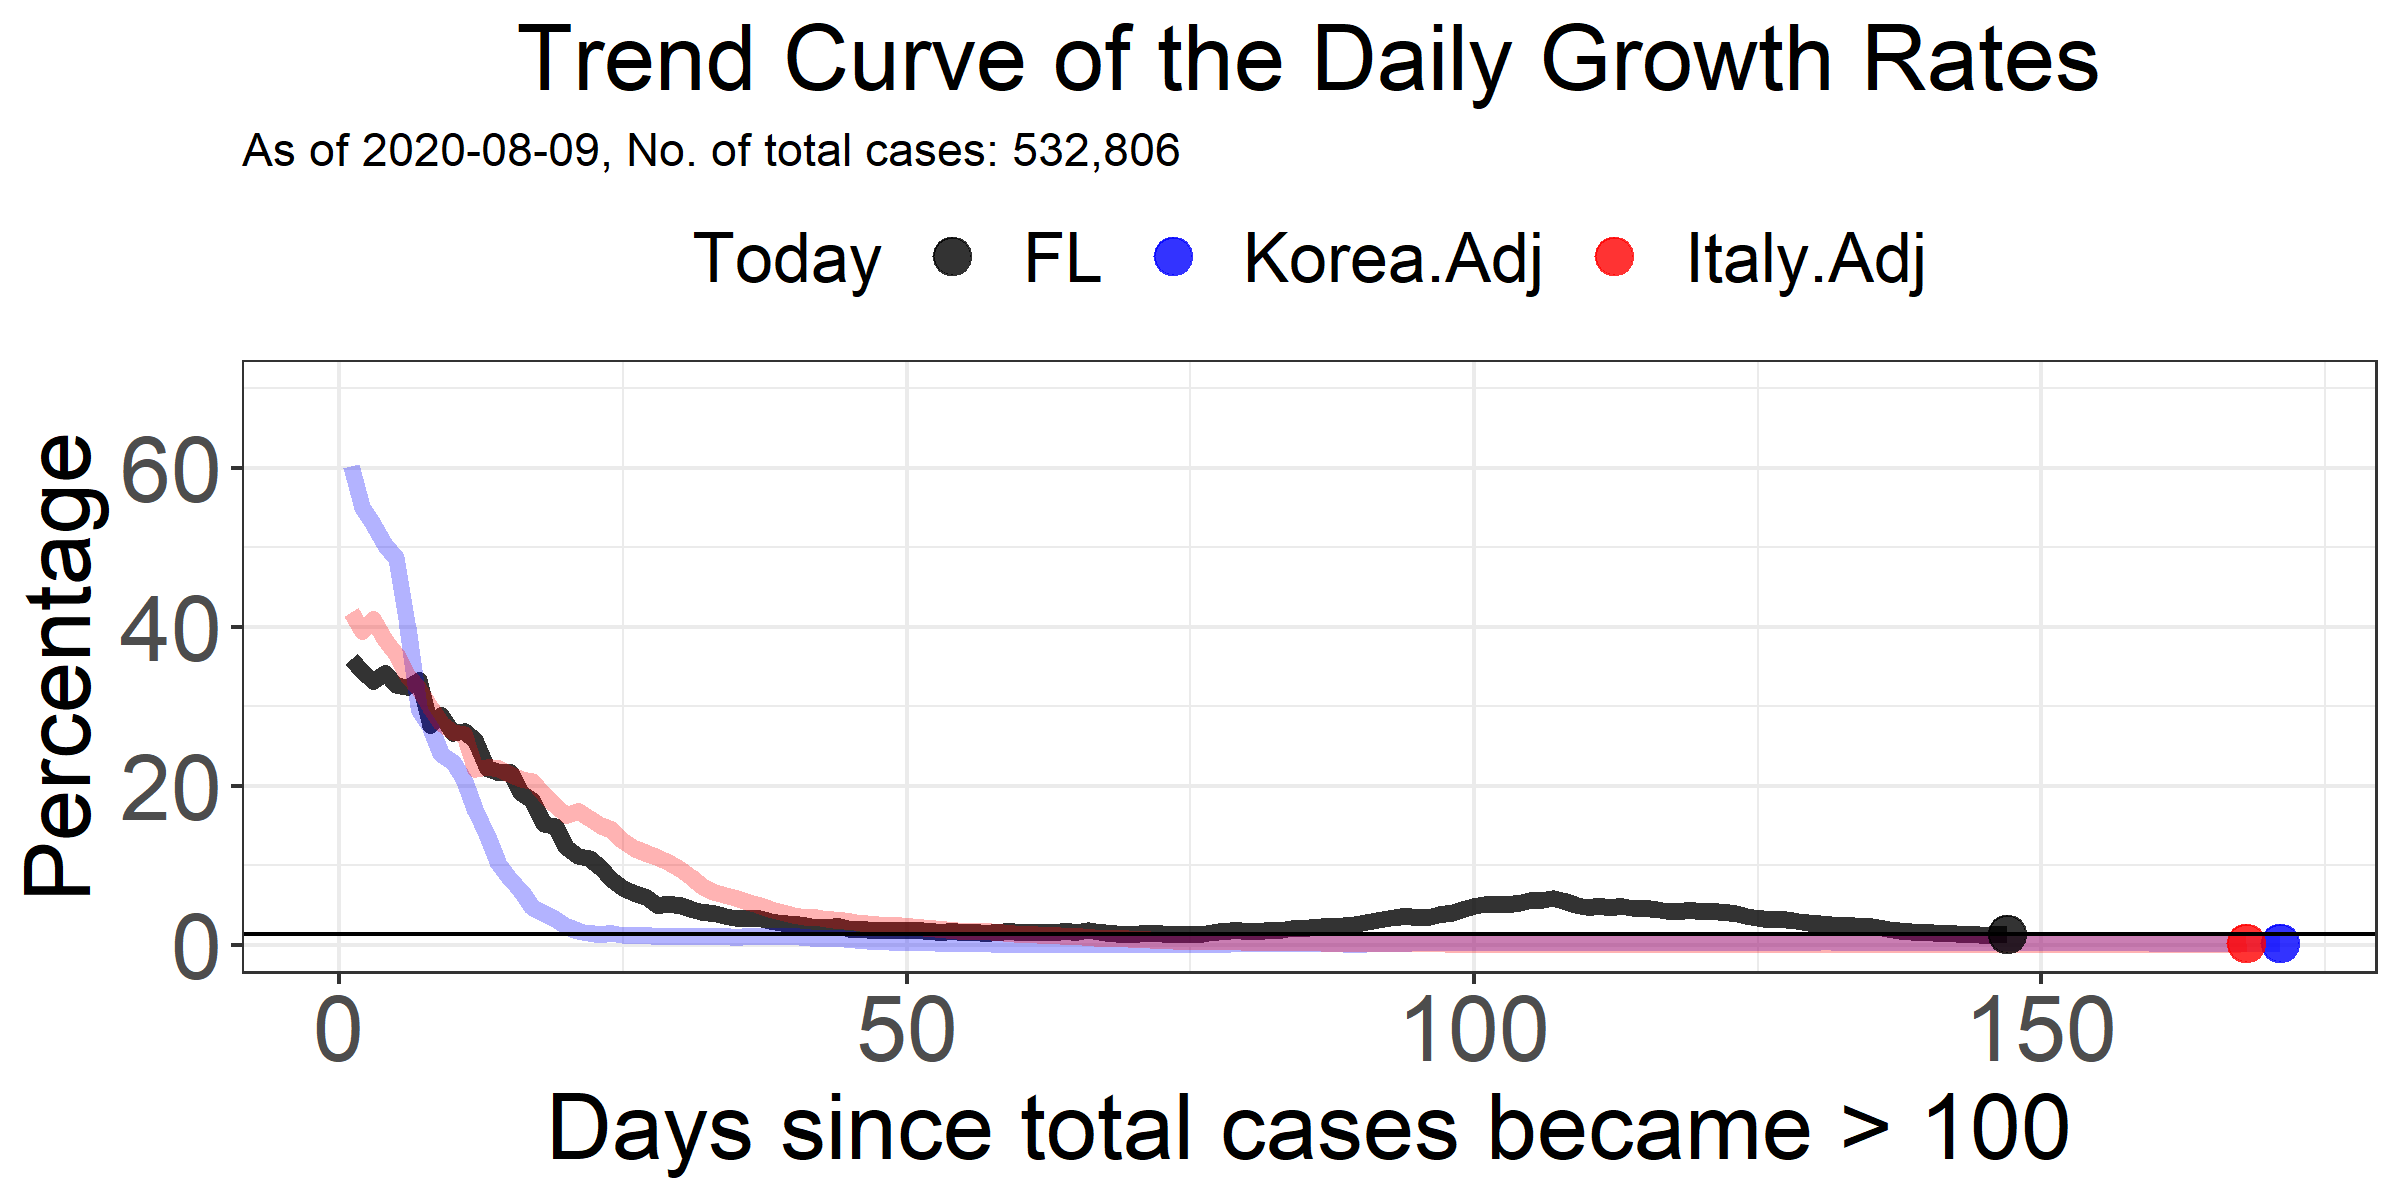 Trend Curve of the Daily Growth Rates
As of 2020-08-09, No. of total cases: 532,806
Today FL Korea.Adj Italy.Adj
Percentage
60
40
20
0
0 50 100 150
Days since total cases became > 100